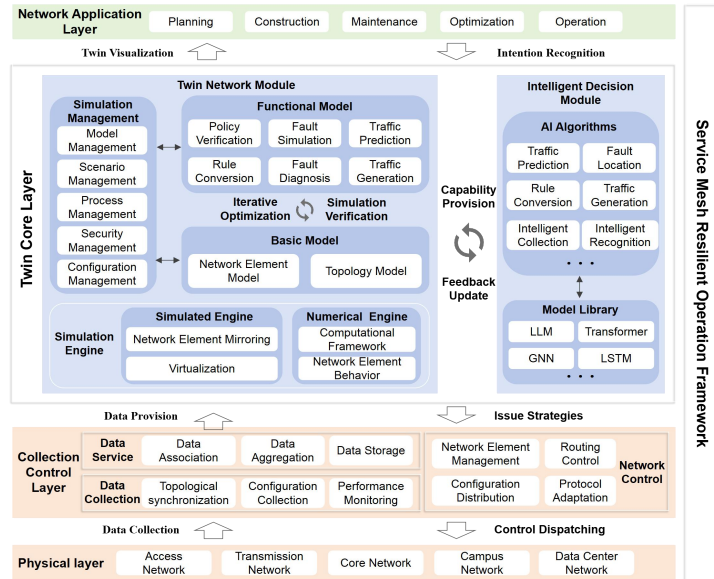 Network Application
Layer
Planning
Construction
Maintenance
Optimization
Operation
Twin Visualization
Intention Recognition
Twin Core Layer
Twin Network Module
Simulation
Management
Model
Management
Scenario
Management
Process
Management
Security
Management
Configuration
Management
Functional Model
Policy
Verification
Fault
Simulation
Traffic
Prediction
Rule
Conversion
Fault
Diagnosis
Traffic
Generation
Iterative
Optimization
Simulation
Verification
Basic Model
Network Element
Model
Topology Model
Simulation
Engine
Simulated Engine
Network Element Mirroring
Virtualization
Numerical Engine
Computational
Framework
Network Element
Behavior
Capability
Provision
Feedback
Update
Intelligent Decision
Module
AI Algorithms
Traffic
Prediction
Fault
Location
Rule
Conversion
Traffic
Generation
Intelligent
Collection
Intelligent
Recognition
• • •
Model Library
LLM
Transformer
GNN
LSTM
• • •
Data Provision
Issue Strategies
Collection
Control
Layer
Data
Service
Data
Association
Data
Aggregation
Data Storage
Data
Collection
Topological
synchronization
Configuration
Collection
Performance
Monitoring
Network Element
Management
Routing
Control
Configuration
Distribution
Protocol
Adaptation
Network
Control
Data Collection
Control Dispatching
Physical layer
Access
Network
Transmission
Network
Core Network
Campus
Network
Data Center
Network
Service Mesh Resilient Operation Framework